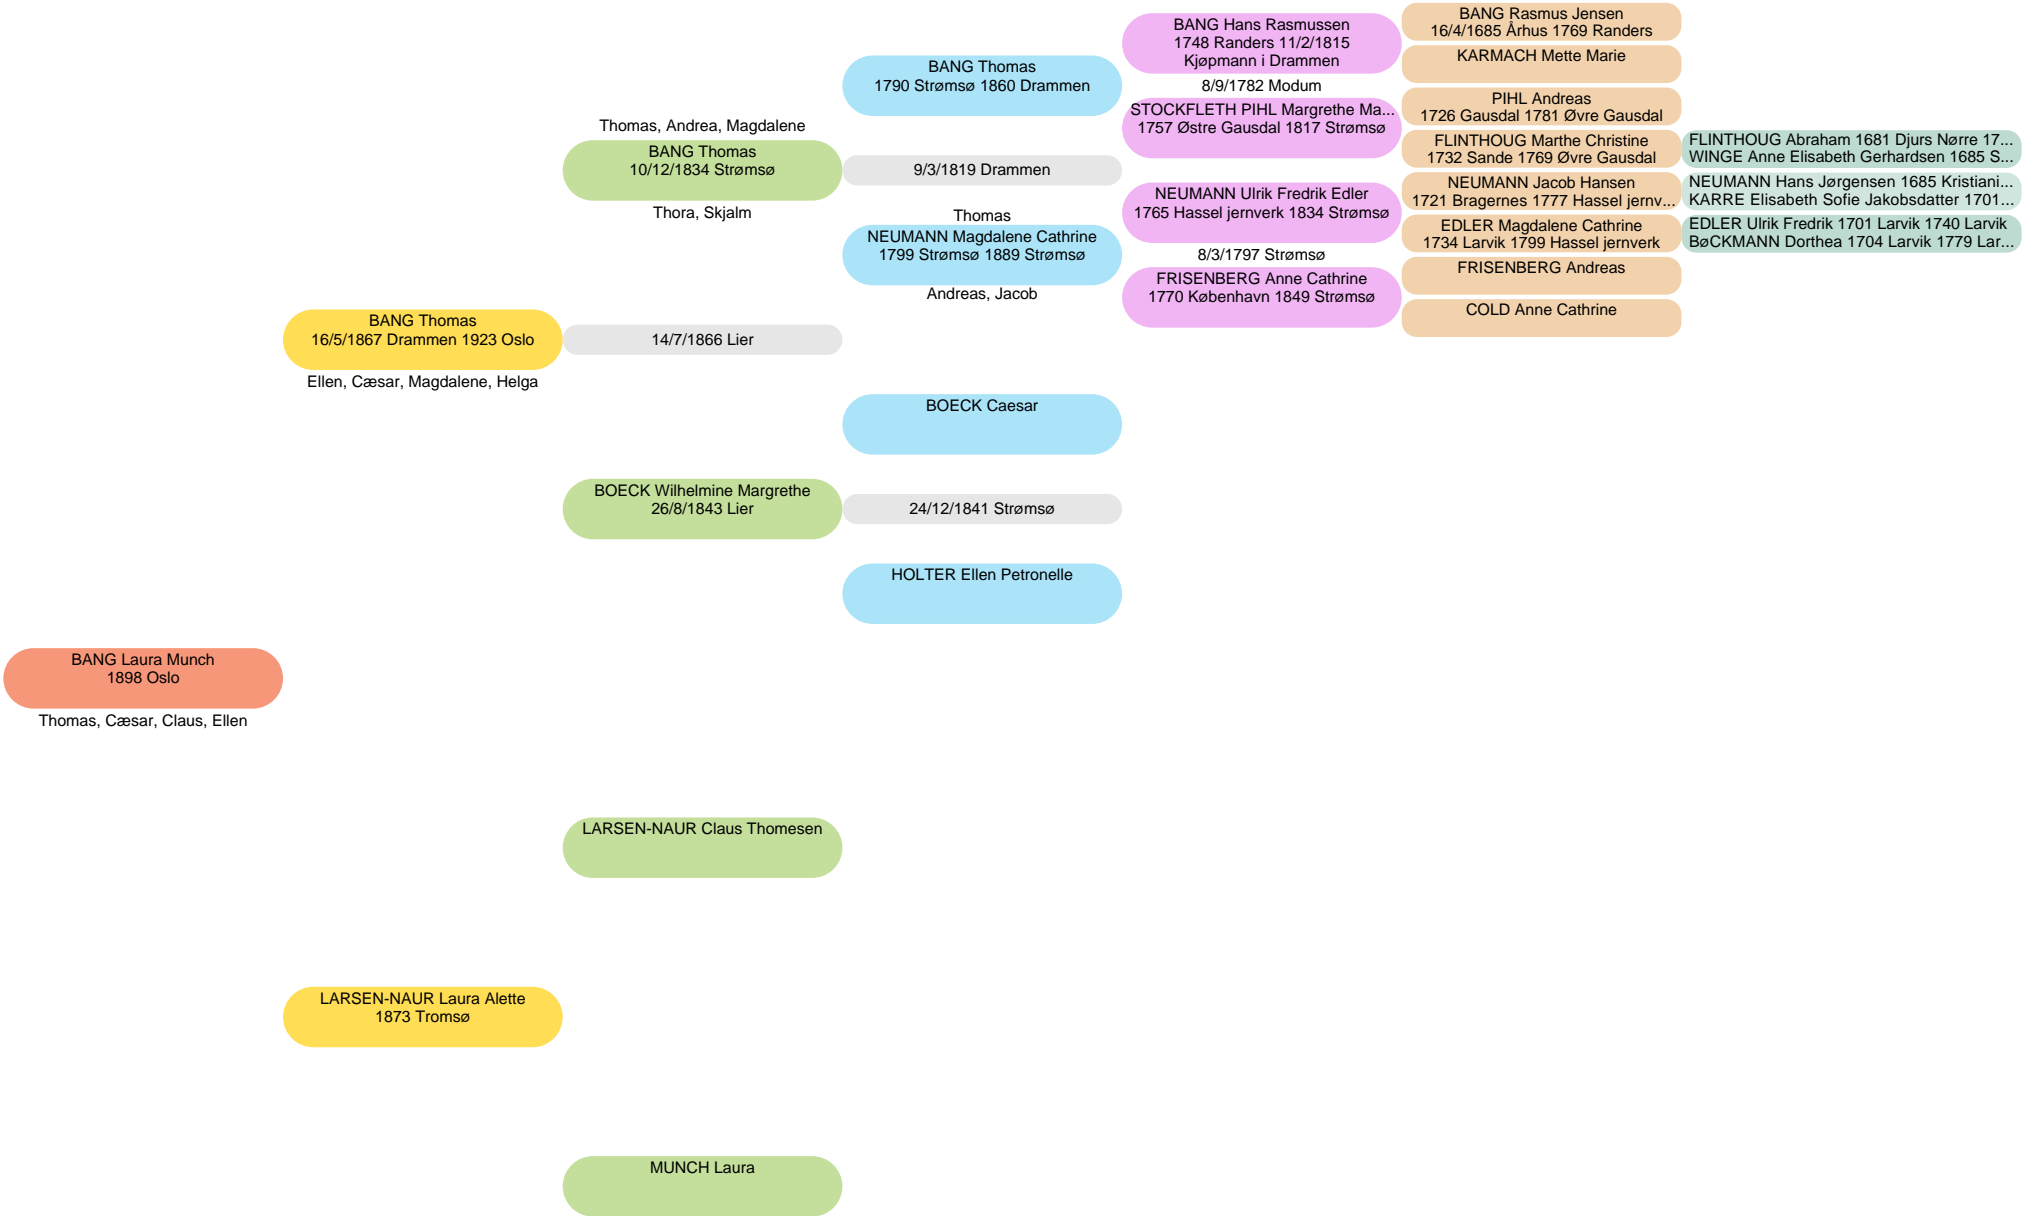 BANG Laura Munch
1898 Oslo
Thomas, Cæsar, Claus, Ellen
BANG Thomas
16/5/1867 Drammen 1923 Oslo
Ellen, Cæsar, Magdalene, Helga
LARSEN-NAUR Laura Alette
1873 Tromsø
Thomas, Andrea, Magdalene
BANG Thomas
10/12/1834 Strømsø
Thora, Skjalm
14/7/1866 Lier
BOECK Wilhelmine Margrethe
26/8/1843 Lier
LARSEN-NAUR Claus Thomesen
MUNCH Laura
BANG Thomas
1790 Strømsø 1860 Drammen
9/3/1819 Drammen
Thomas
NEUMANN Magdalene Cathrine
1799 Strømsø 1889 Strømsø
Andreas, Jacob
BOECK Caesar
24/12/1841 Strømsø
HOLTER Ellen Petronelle
BANG Hans Rasmussen
1748 Randers 11/2/1815
Kjøpmann i Drammen
8/9/1782 Modum
STOCKFLETH PIHL Margrethe Ma...
1757 Østre Gausdal 1817 Strømsø
NEUMANN Ulrik Fredrik Edler
1765 Hassel jernverk 1834 Strømsø
8/3/1797 Strømsø
FRISENBERG Anne Cathrine
1770 København 1849 Strømsø
BANG Rasmus Jensen
16/4/1685 Århus 1769 Randers
KARMACH Mette Marie
PIHL Andreas
1726 Gausdal 1781 Øvre Gausdal
FLINTHOUG Marthe Christine
1732 Sande 1769 Øvre Gausdal
NEUMANN Jacob Hansen
1721 Bragernes 1777 Hassel jernv...
EDLER Magdalene Cathrine
1734 Larvik 1799 Hassel jernverk
FRISENBERG Andreas
COLD Anne Cathrine
FLINTHOUG Abraham 1681 Djurs Nørre 17...
WINGE Anne Elisabeth Gerhardsen 1685 S...
NEUMANN Hans Jørgensen 1685 Kristiani...
KARRE Elisabeth Sofie Jakobsdatter 1701...
EDLER Ulrik Fredrik 1701 Larvik 1740 Larvik
BøCKMANN Dorthea 1704 Larvik 1779 Lar...